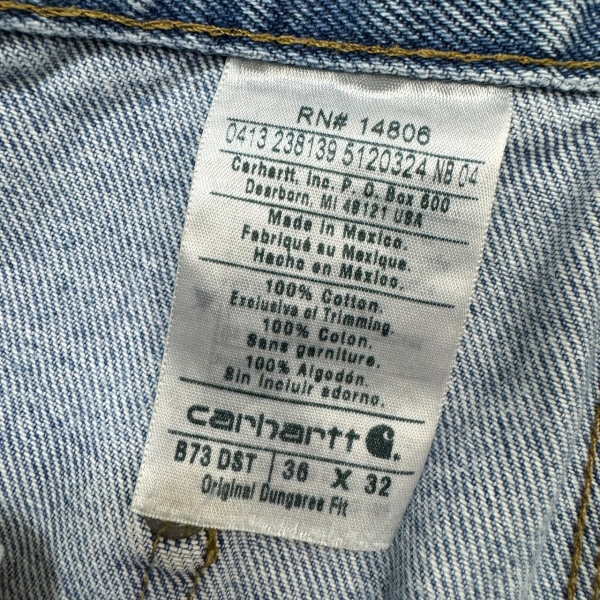 RN# 14806
0413 238139 5120324 NB 04
Carhartt, Inc. P. O. Box 600
Dearborn, MI 48121 USA
Made in Mexico.
Fabriqué au Mexique.
Hecho en México.
100% Cotton.
Exclusive of Trimming.
100% Coton.
Sans garniture.
100% Algodón.
Sin incluir adorno.
carhartt
B73 DST | 36 X 32
Original Dungaree Fit